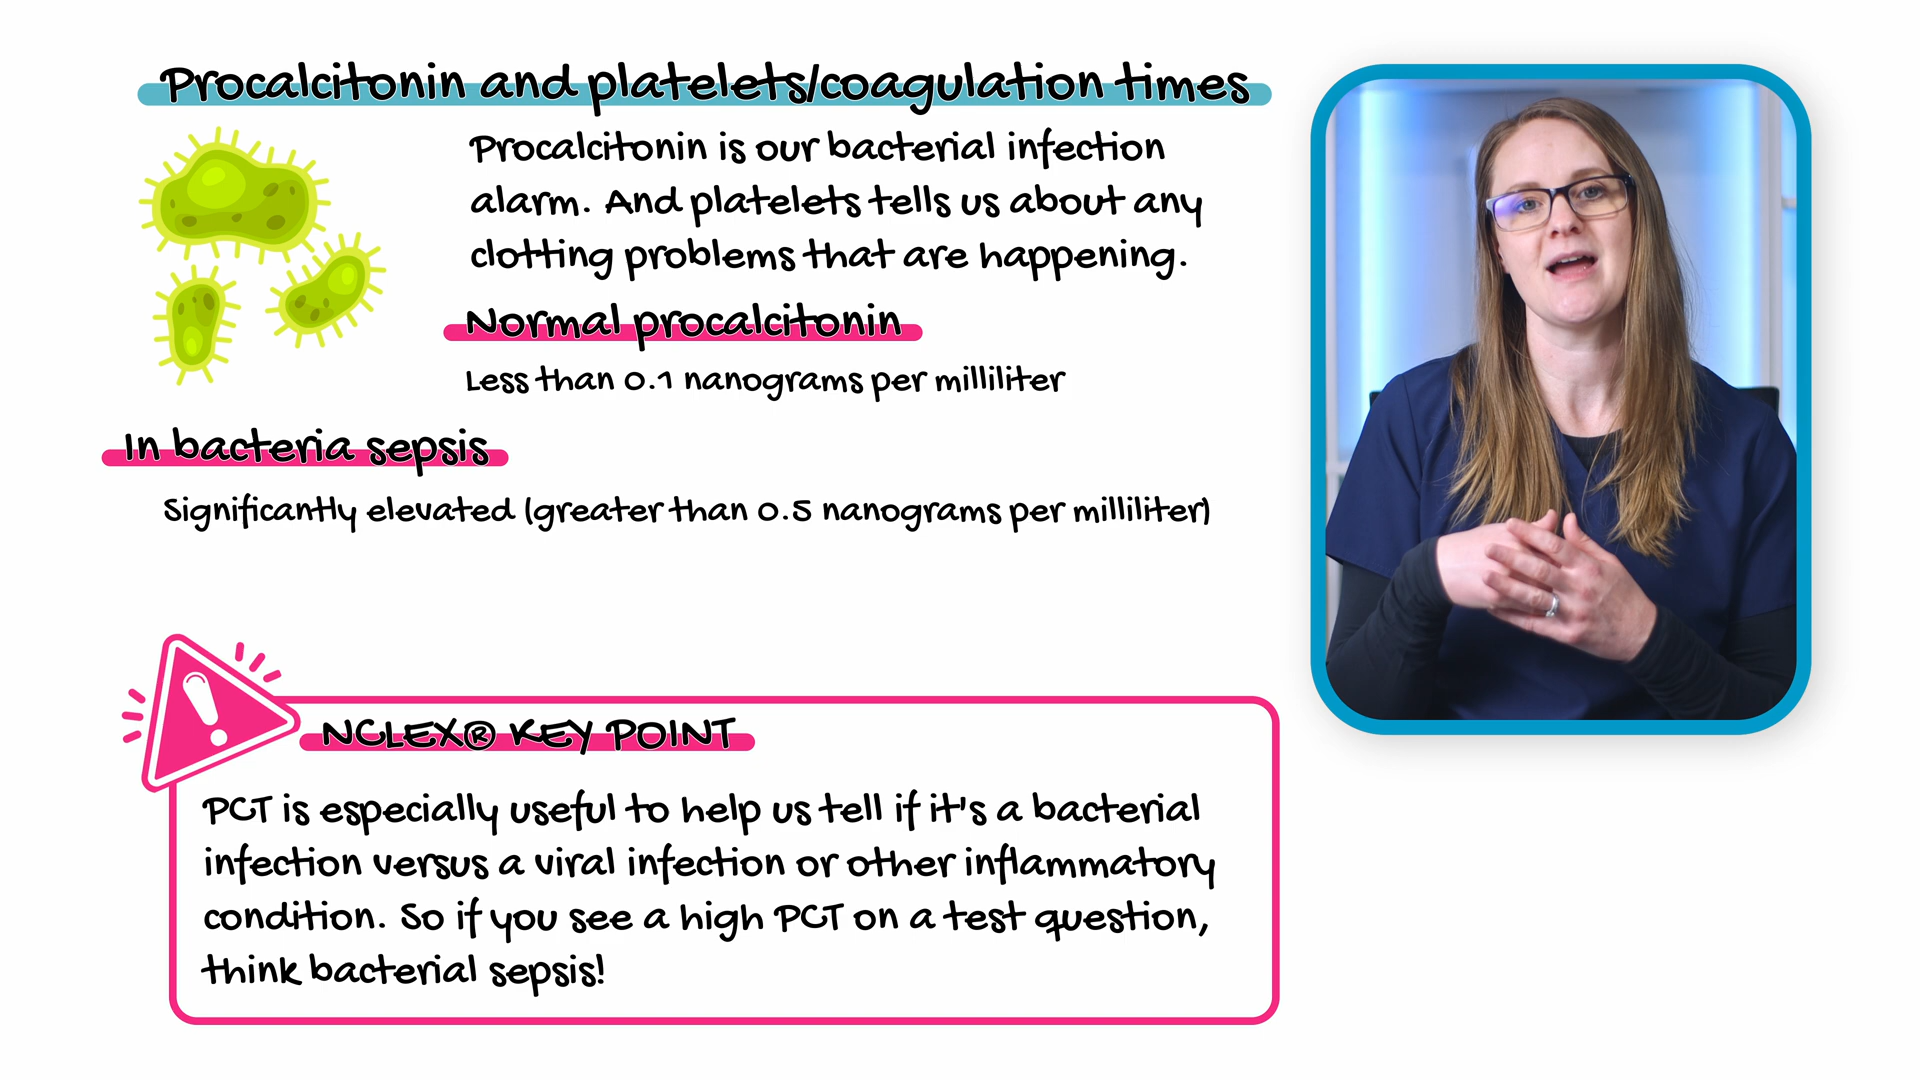 Procalcitonin and platelets/coagulation times
Procalcitonin is our bacterial infection
alarm. And platelets tells us about any
clotting problems that are happening.
Normal procalcitonin
Less than 0.1 nanograms per milliliter
In bacteria sepsis
Significantly elevated (greater than 0.5 nanograms per milliliter)
NCLEX® KEY POINT
PCT is especially useful to help us tell if it's a bacterial
infection versus a viral infection or other inflammatory
condition. So if you see a high PCT on a test question,
think bacterial sepsis!